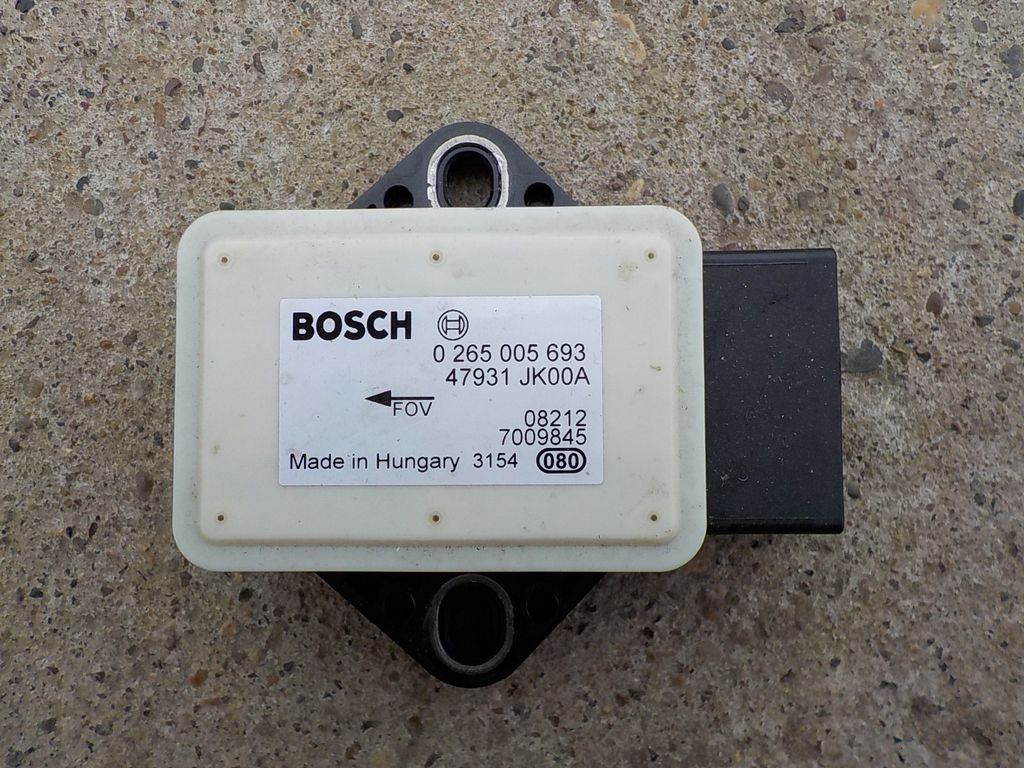 BOSCH
0 265 005 693
47931 JK00A
FOV
08212
7009845
Made in Hungary 3154 080